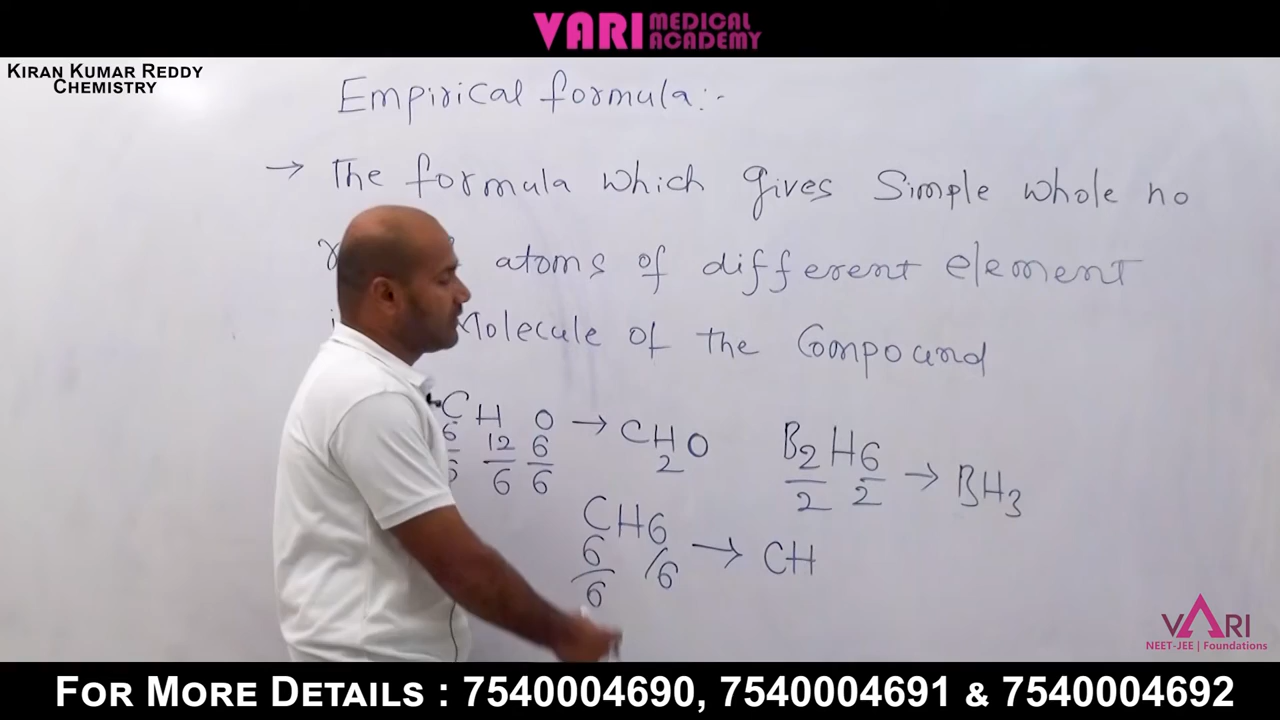 VARI MEDICAL ACADEMY
KIRAN KUMAR REDDY
CHEMISTRY
Empirical formula:-
→ The formula which gives Simple whole no
atoms of different element
Molecule of the Compound
C H O → CH2O
6 12 6
6 6
B2H6 → BH3
2 2
CH6 → CH
6
6 /6
VARI
NEET-JEE | Foundations
FOR MORE DETAILS : 7540004690, 7540004691 & 7540004692